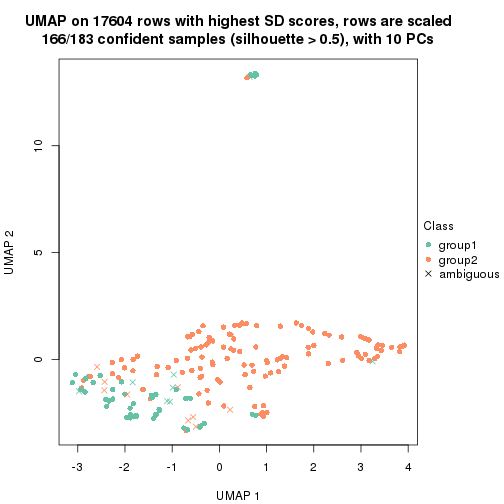 UMAP on 17604 rows with highest SD scores, rows are scaled
166/183 confident samples (silhouette > 0.5), with 10 PCs
UMAP 2
10
5
0
Class
group1
group2
ambiguous
-3 -2 -1 0 1 2 3 4
UMAP 1